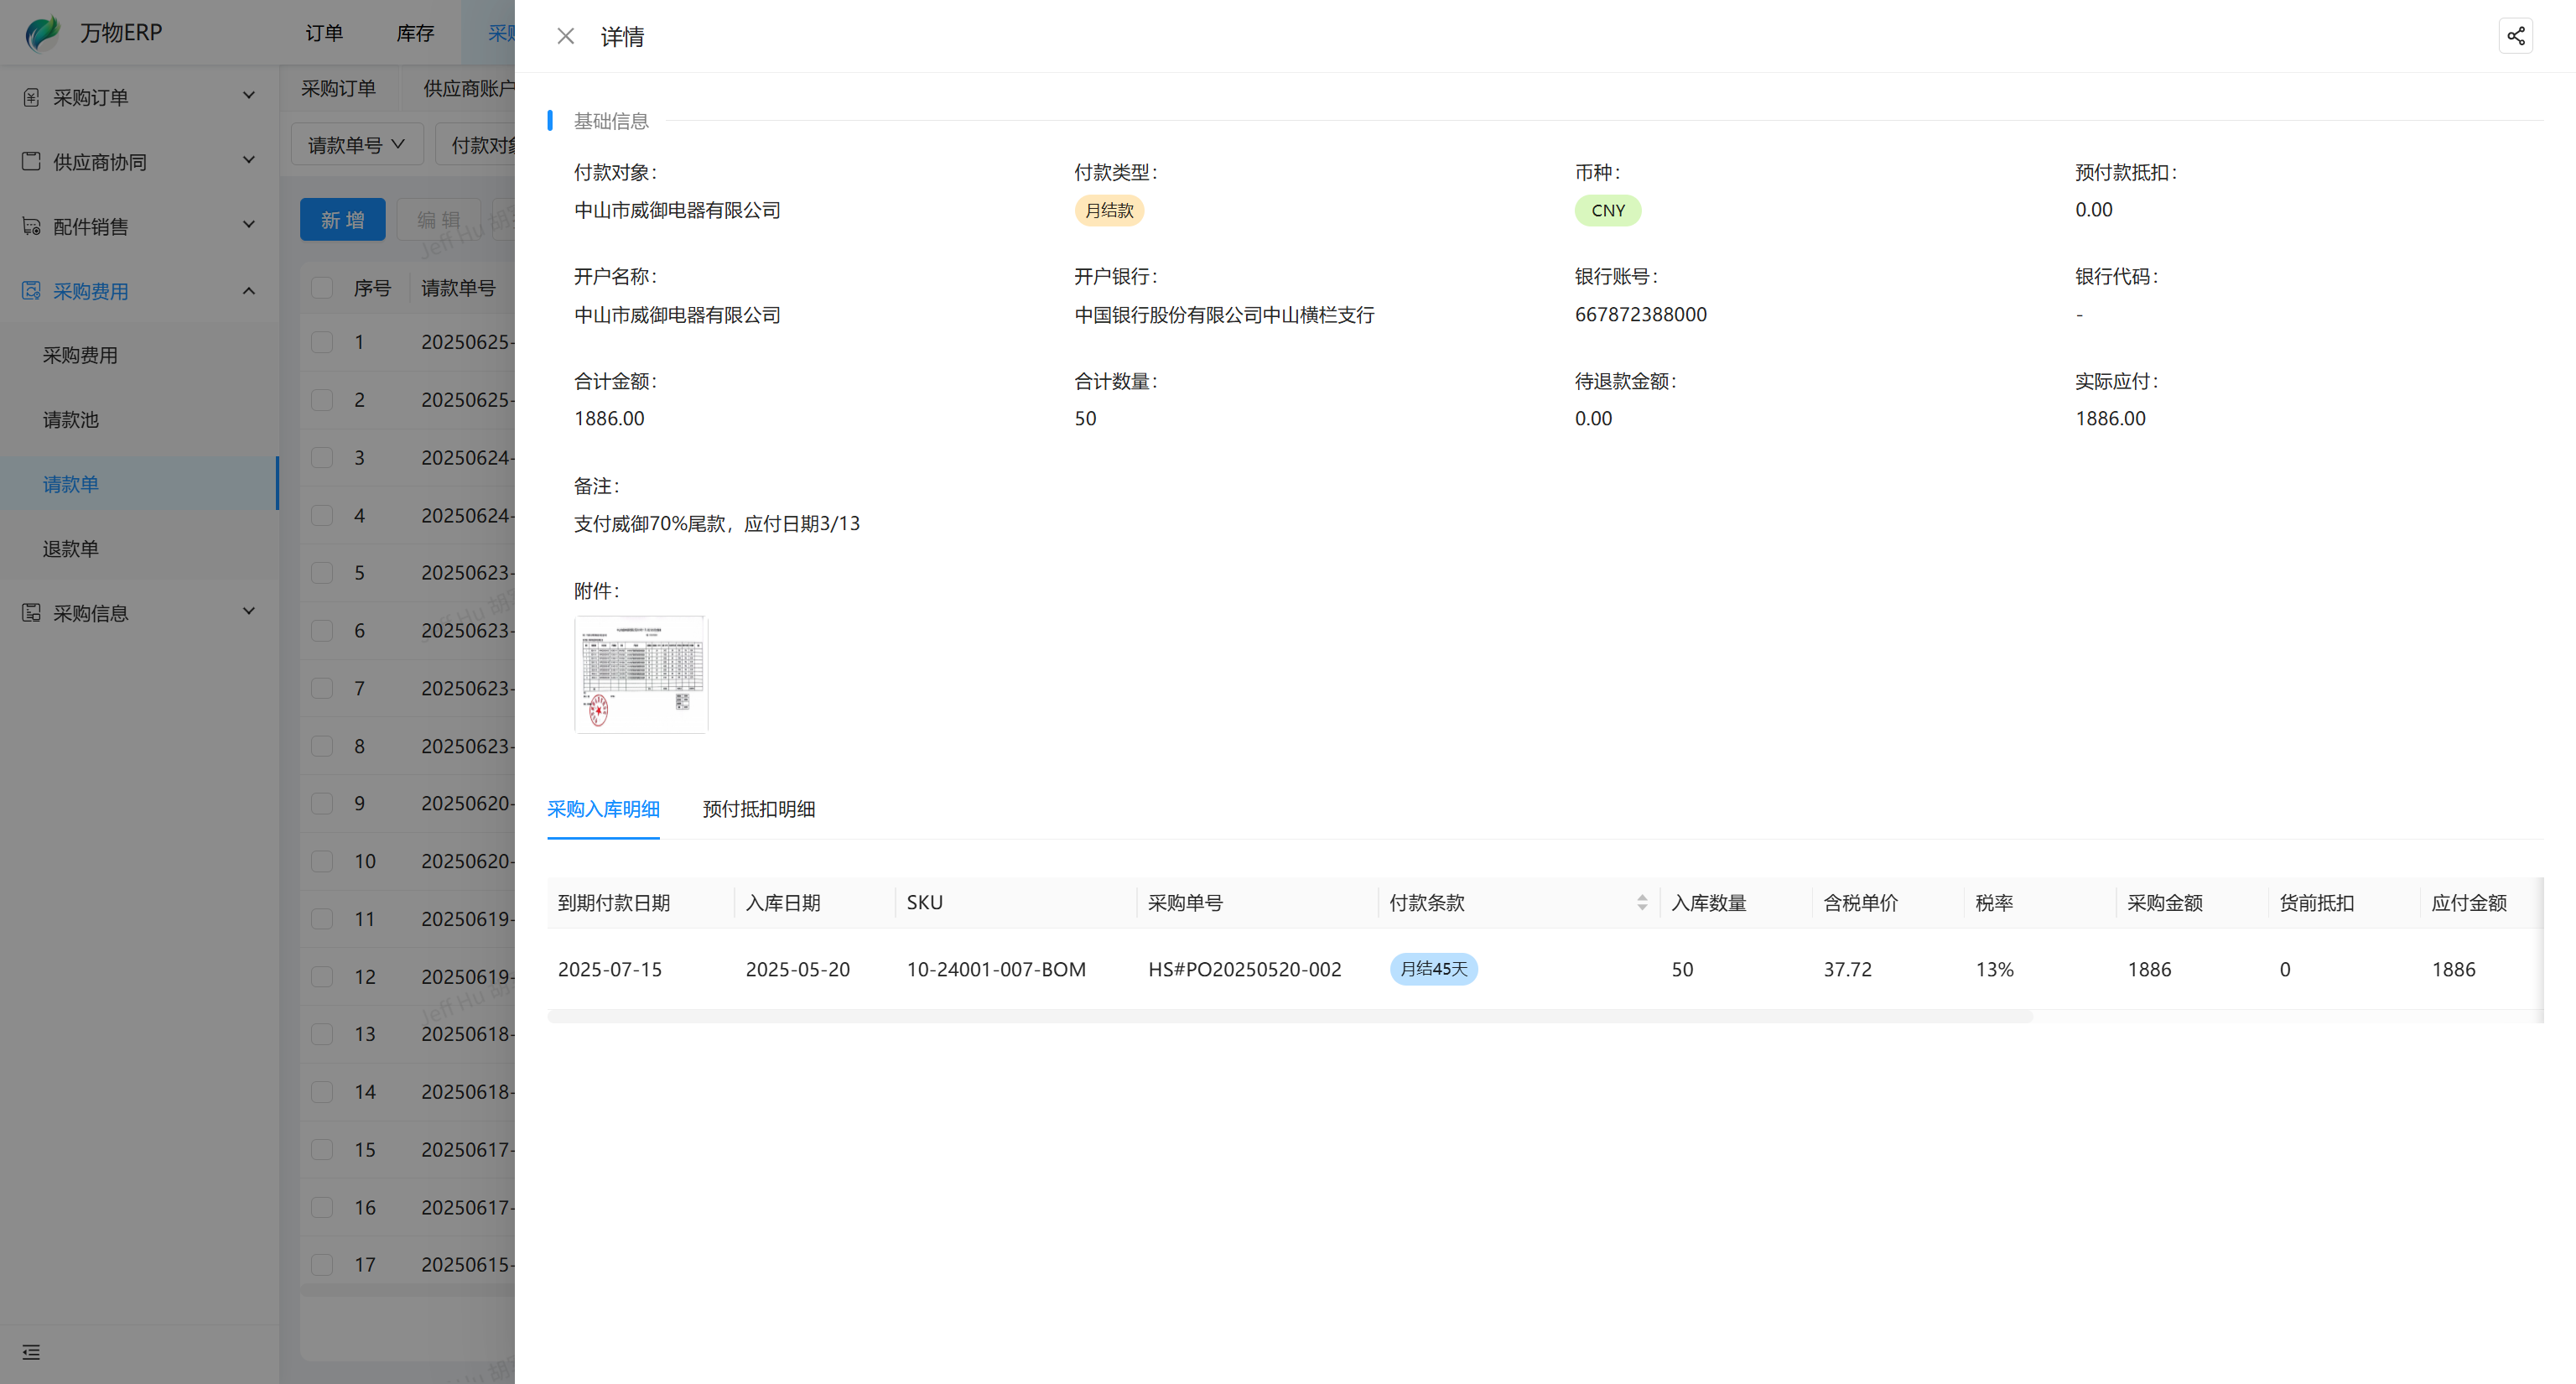 万物ERP
订单
库存
采购订单
供应商协同
配件销售
采购费用
采购费用
请款池
请款单
退款单
采购信息
采购订单
供应商账户
请款单号
新 增
编 辑
Jeff Hu
序号
请款单号
1
20250625-
2
20250625-
3
20250624-
4
20250624-
5
20250623-
6
20250623-
7
20250623-
8
20250623-
9
20250620-
10
20250620-
11
20250619-
12
20250619-
Jeff Hu
13
20250618-
14
20250618-
15
20250617-
16
20250617-
17
20250615-
详情
基础信息
付款对象：
付款类型：
币种：
预付款抵扣：
中山市威御电器有限公司
月结款
CNY
0.00
开户名称：
开户银行：
银行账号：
银行代码：
中山市威御电器有限公司
中国银行股份有限公司中山横栏支行
667872388000
-
合计金额：
合计数量：
待退款金额：
实际应付：
1886.00
50
0.00
1886.00
备注：
支付威御70%尾款，应付日期3/13
附件：
采购入库明细
预付抵扣明细
到期付款日期
入库日期
SKU
采购单号
付款条款
入库数量
含税单价
税率
采购金额
货前抵扣
应付金额
2025-07-15
2025-05-20
10-24001-007-BOM
HS#PO20250520-002
月结45天
50
37.72
13%
1886
0
1886